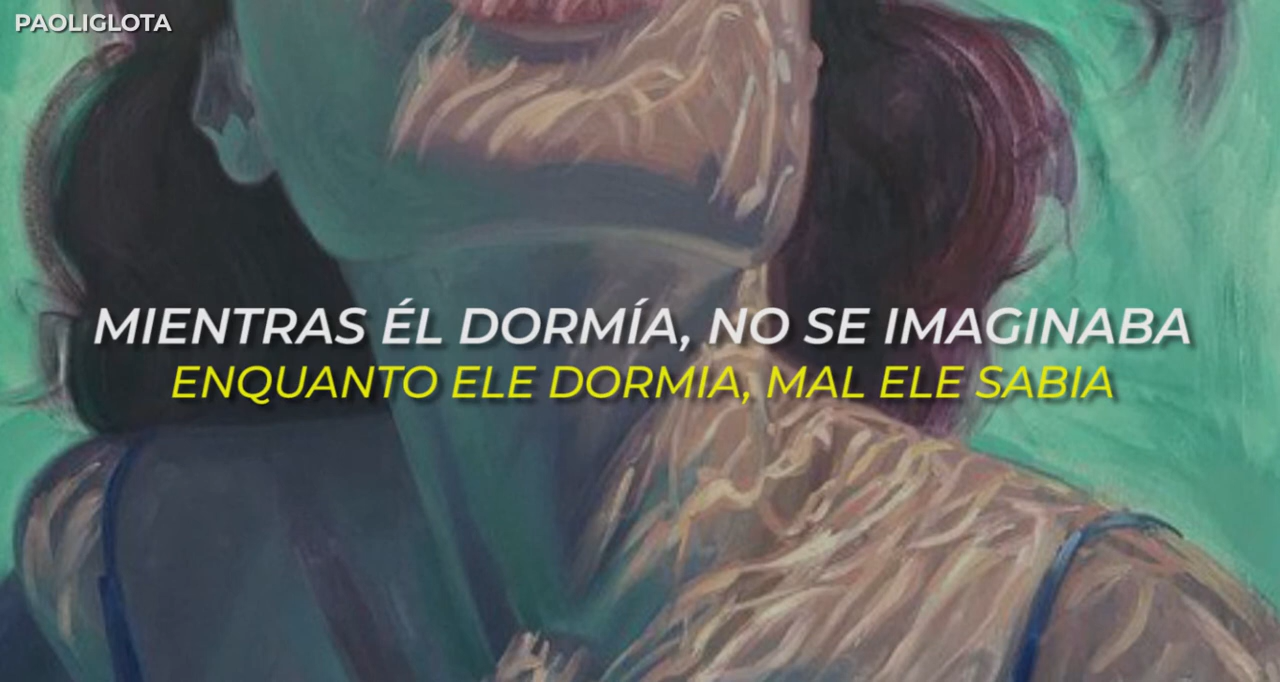 PAOLIGLOTA
MIENTRAS ÉL DORMÍA, NO SE IMAGINABA
ENQUANTO ELE DORMIA, MAL ELE SABIA